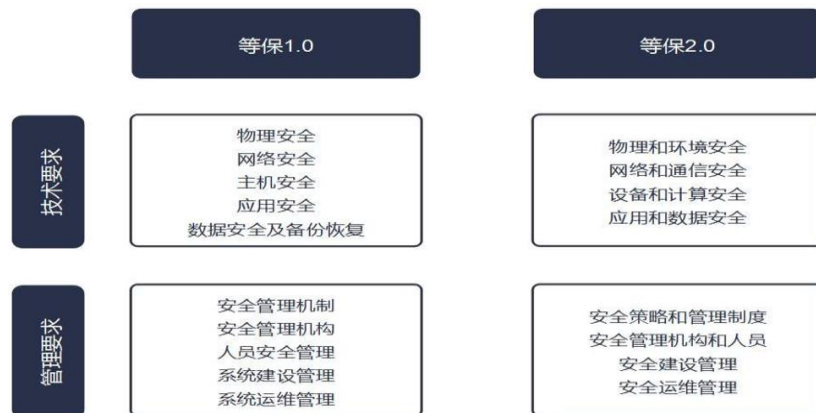 等保1.0
等保2.0
技术要求
物理安全
网络安全
主机安全
应用安全
数据安全及备份恢复
物理和环境安全
网络和通信安全
设备和计算安全
应用和数据安全
管理要求
安全管理机制
安全管理机构
人员安全管理
系统建设管理
系统运维管理
安全策略和管理制度
安全管理机构和人员
安全建设管理
安全运维管理